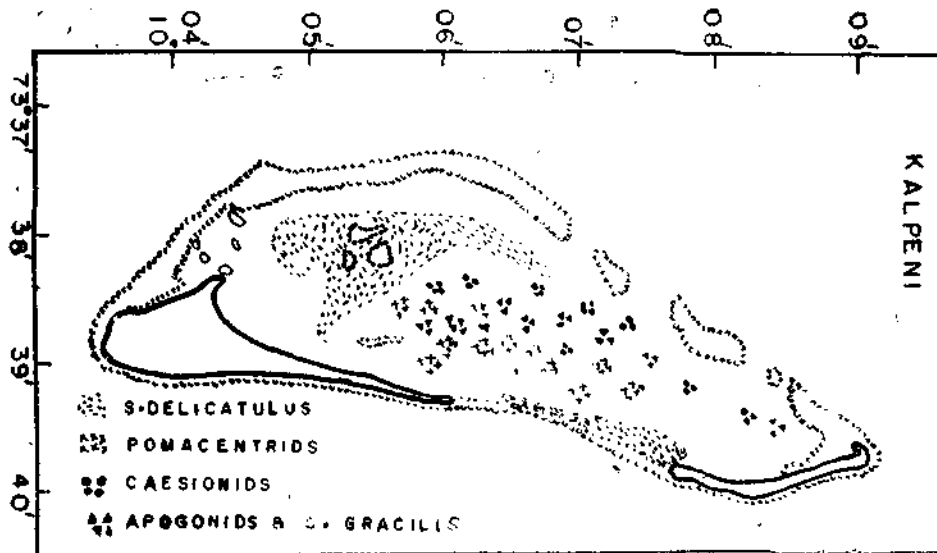 10° 04′ 05′ 06′ 07′ 08′ 09′
73°37′
38′
39′
40′
KALPENI
S. DELICATULUS
POMACENTRIDS
CAESIONIDS
APOGONIDS & S. GRACILIS